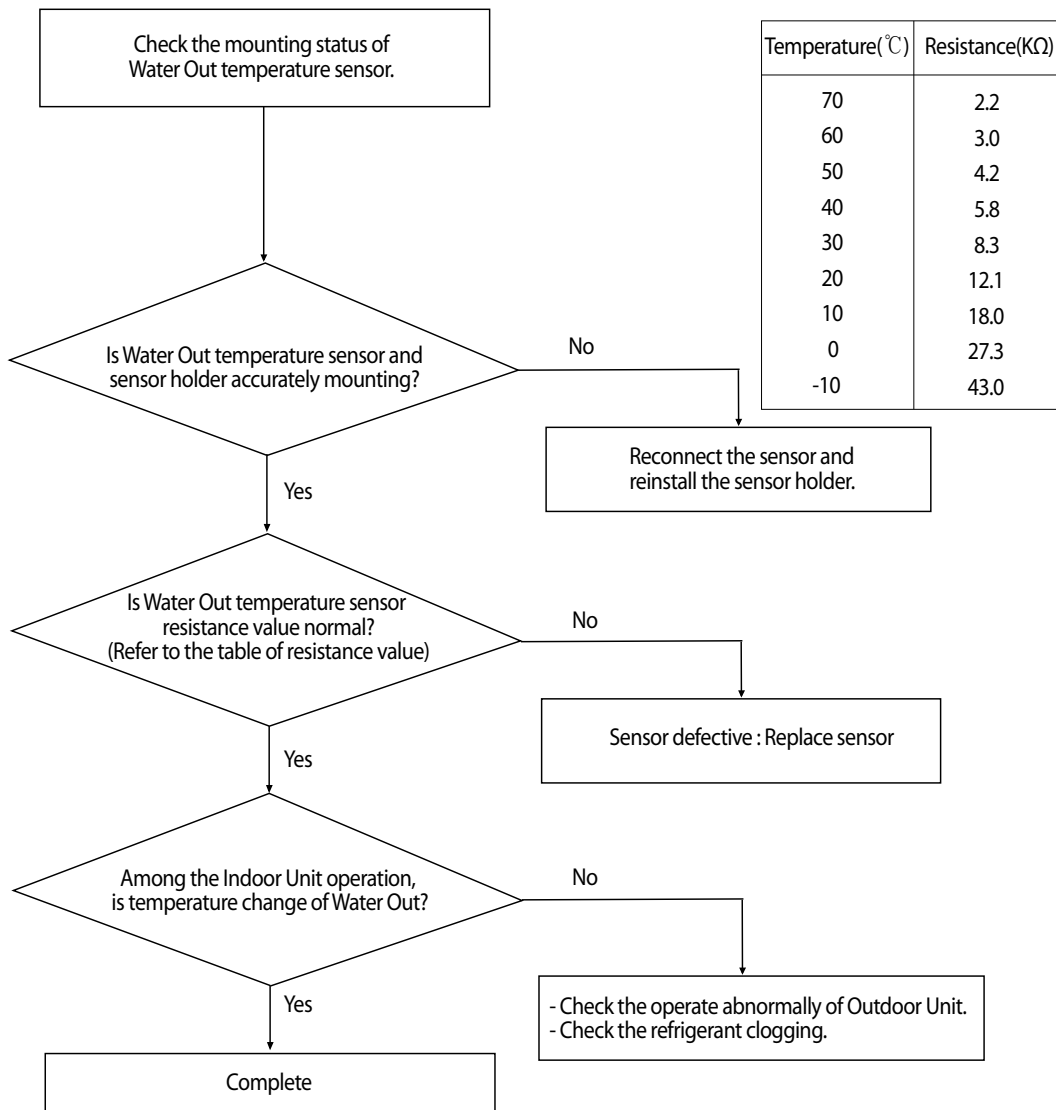 Check the mounting status of
Water Out temperature sensor.
Temperature(℃) Resistance(KΩ)
70 2.2
60 3.0
50 4.2
40 5.8
30 8.3
20 12.1
10 18.0
0 27.3
-10 43.0
Is Water Out temperature sensor and
sensor holder accurately mounting?
No
Reconnect the sensor and
reinstall the sensor holder.
Yes
Is Water Out temperature sensor
resistance value normal?
(Refer to the table of resistance value)
No
Sensor defective : Replace sensor
Yes
Among the Indoor Unit operation,
is temperature change of Water Out?
No
- Check the operate abnormally of Outdoor Unit.
- Check the refrigerant clogging.
Yes
Complete